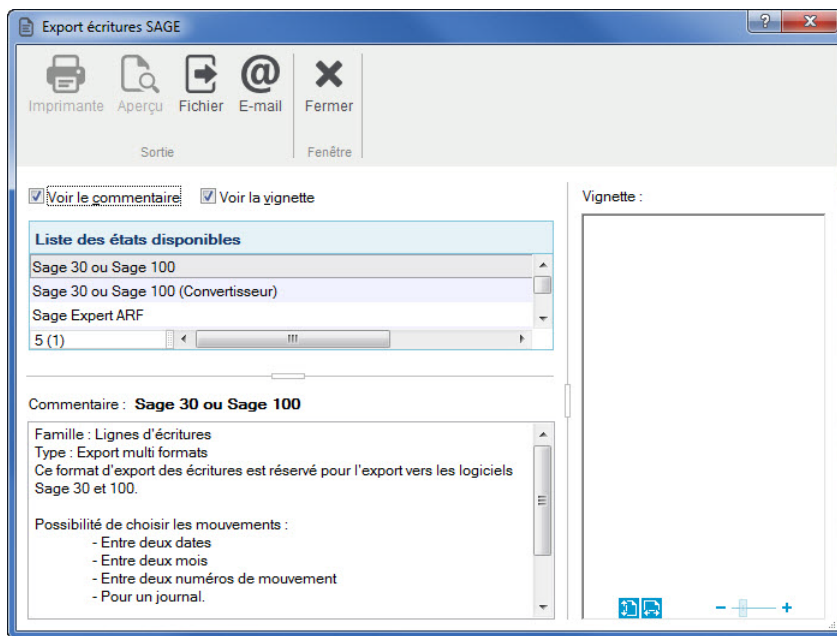 Export écritures SAGE
Imprimante Aperçu Fichier E-mail Fermer
Sortie Fenêtre
Voir le commentaire Voir la vignette
Vignette :
Liste des états disponibles
Sage 30 ou Sage 100
Sage 30 ou Sage 100 (Convertisseur)
Sage Expert ARF
5 (1)
Commentaire : Sage 30 ou Sage 100
Famille : Lignes d'écritures
Type : Export multi formats
Ce format d'export des écritures est réservé pour l'export vers les logiciels
Sage 30 et 100.
Possibilité de choisir les mouvements :
- Entre deux dates
- Entre deux mois
- Entre deux numéros de mouvement
- Pour un journal.